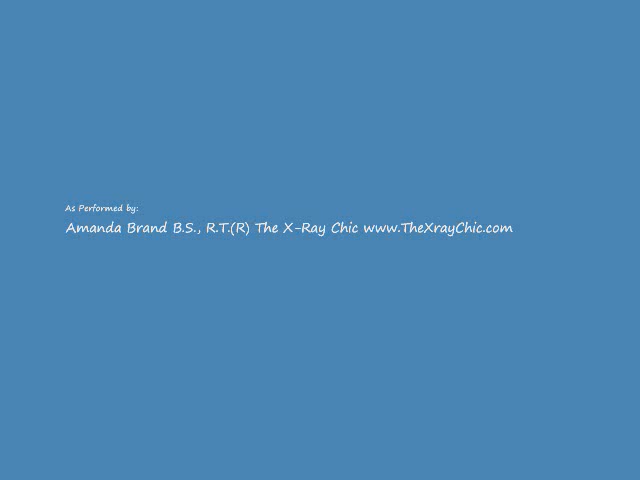 As Performed by:
Amanda Brand B.S., R.T.(R) The X-Ray Chic www.TheXrayChic.com